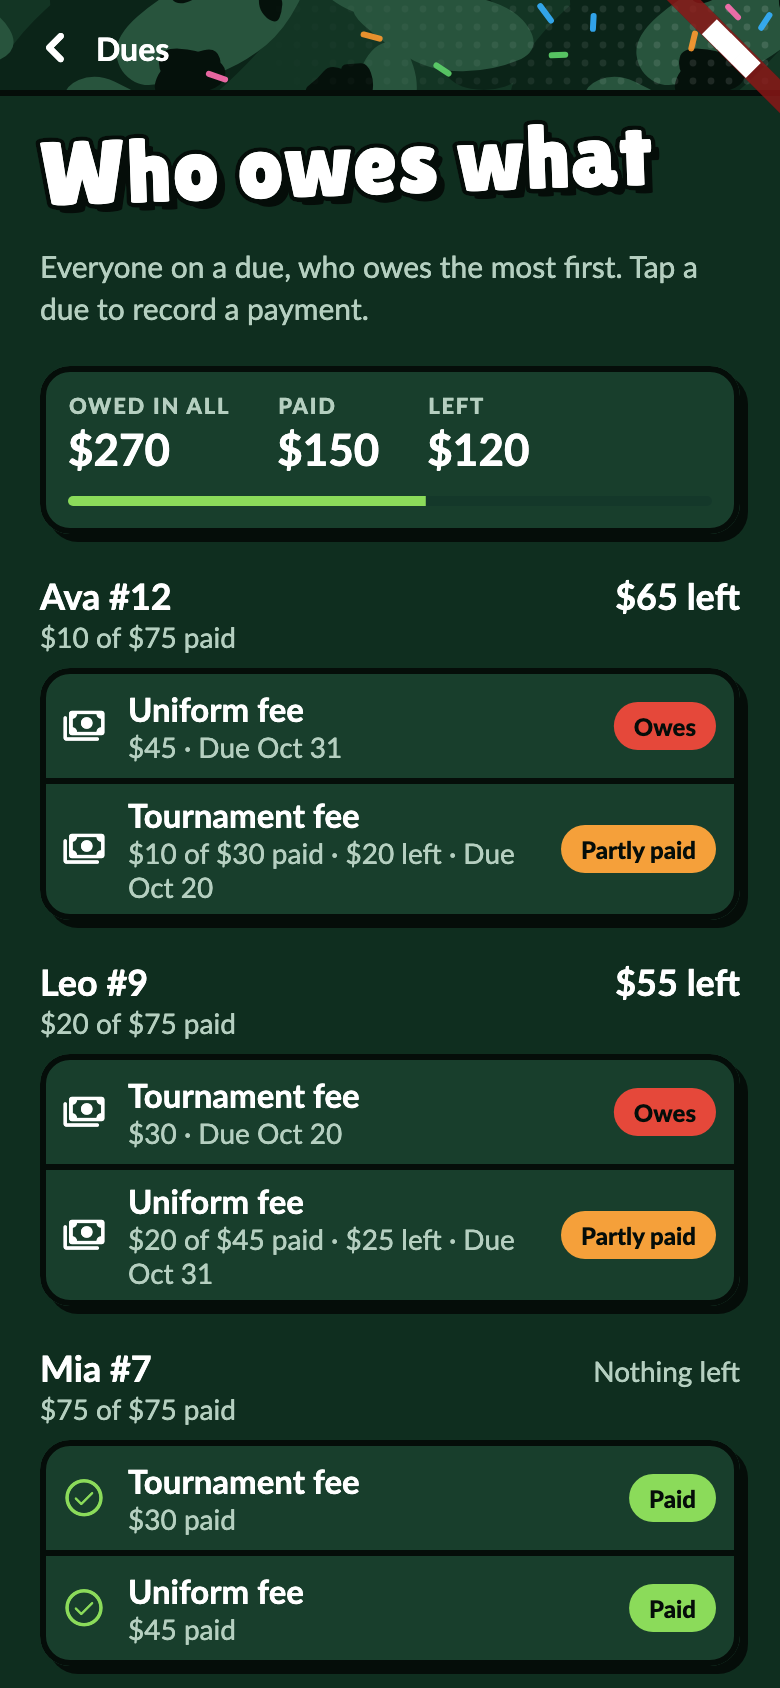 Dues
Who owes what
Everyone on a due, who owes the most first. Tap a
due to record a payment.
OWED IN ALL PAID LEFT
$270 $150 $120
Ava #12 $65 left
$10 of $75 paid
Uniform fee
$45 · Due Oct 31
Owes
Tournament fee
$10 of $30 paid · $20 left · Due
Oct 20
Partly paid
Leo #9 $55 left
$20 of $75 paid
Tournament fee
$30 · Due Oct 20
Owes
Uniform fee
$20 of $45 paid · $25 left · Due
Oct 31
Partly paid
Mia #7 Nothing left
$75 of $75 paid
Tournament fee
$30 paid
Paid
Uniform fee
$45 paid
Paid